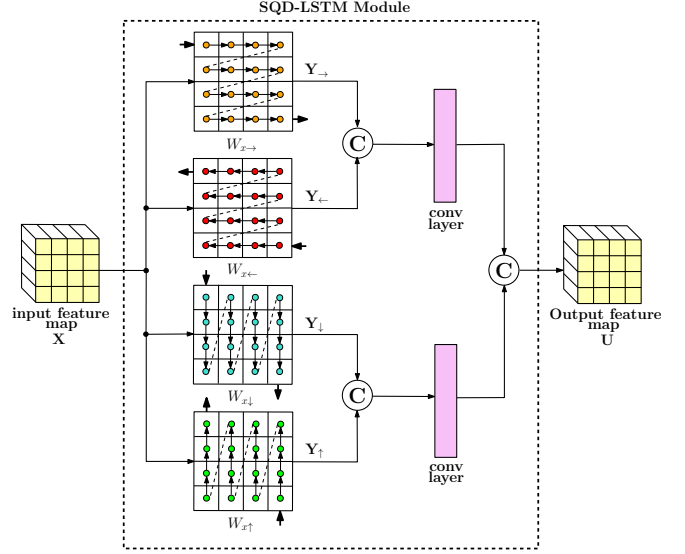 SQD-LSTM Module
Y→
W_{x→}
C
Y←
W_{x←}
conv
layer
input feature
map
X
C
Output feature
map
U
Y↓
W_{x↓}
C
Y↑
W_{x↑}
conv
layer